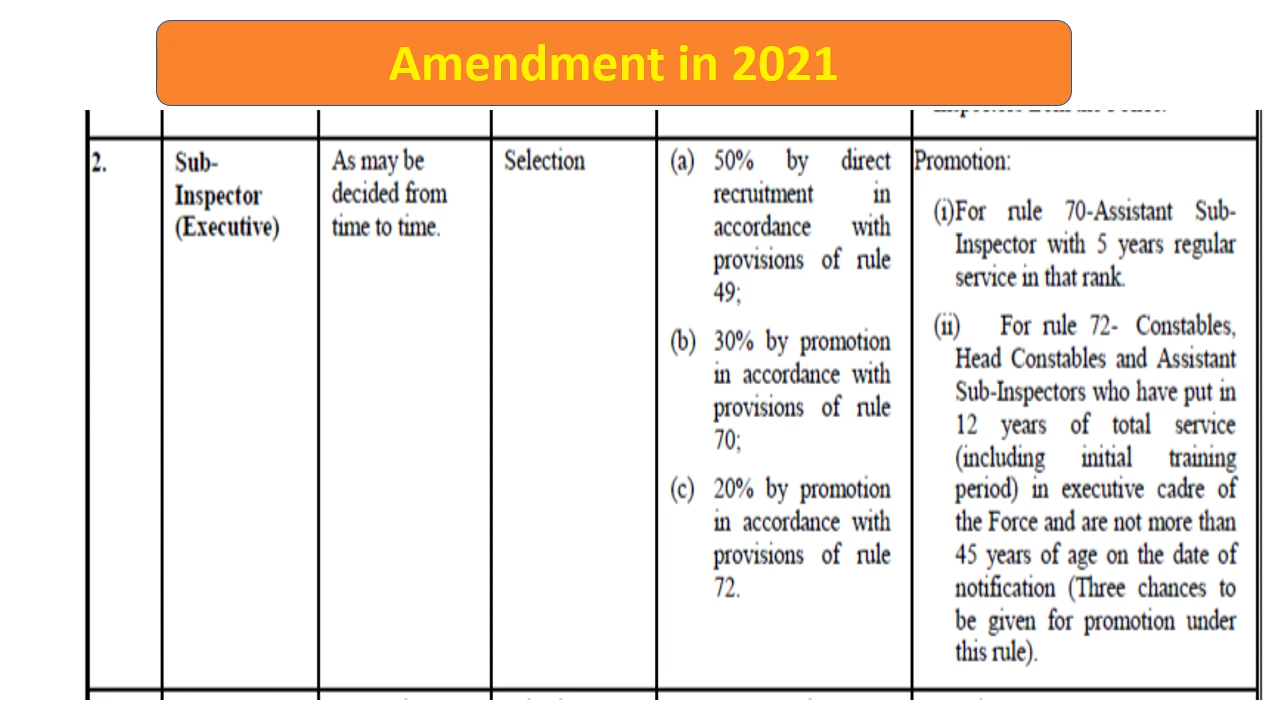 Amendment in 2021
2.
Sub-
Inspector
(Executive)
As may be
decided from
time to time.
Selection
(a) 50% by direct
recruitment in
accordance with
provisions of rule
49;
(b) 30% by promotion
in accordance with
provisions of rule
70;
(c) 20% by promotion
in accordance with
provisions of rule
72.
Promotion:
(i)For rule 70-Assistant Sub-
Inspector with 5 years regular
service in that rank.
(ii) For rule 72- Constables,
Head Constables and Assistant
Sub-Inspectors who have put in
12 years of total service
(including initial training
period) in executive cadre of
the Force and are not more than
45 years of age on the date of
notification (Three chances to
be given for promotion under
this rule).